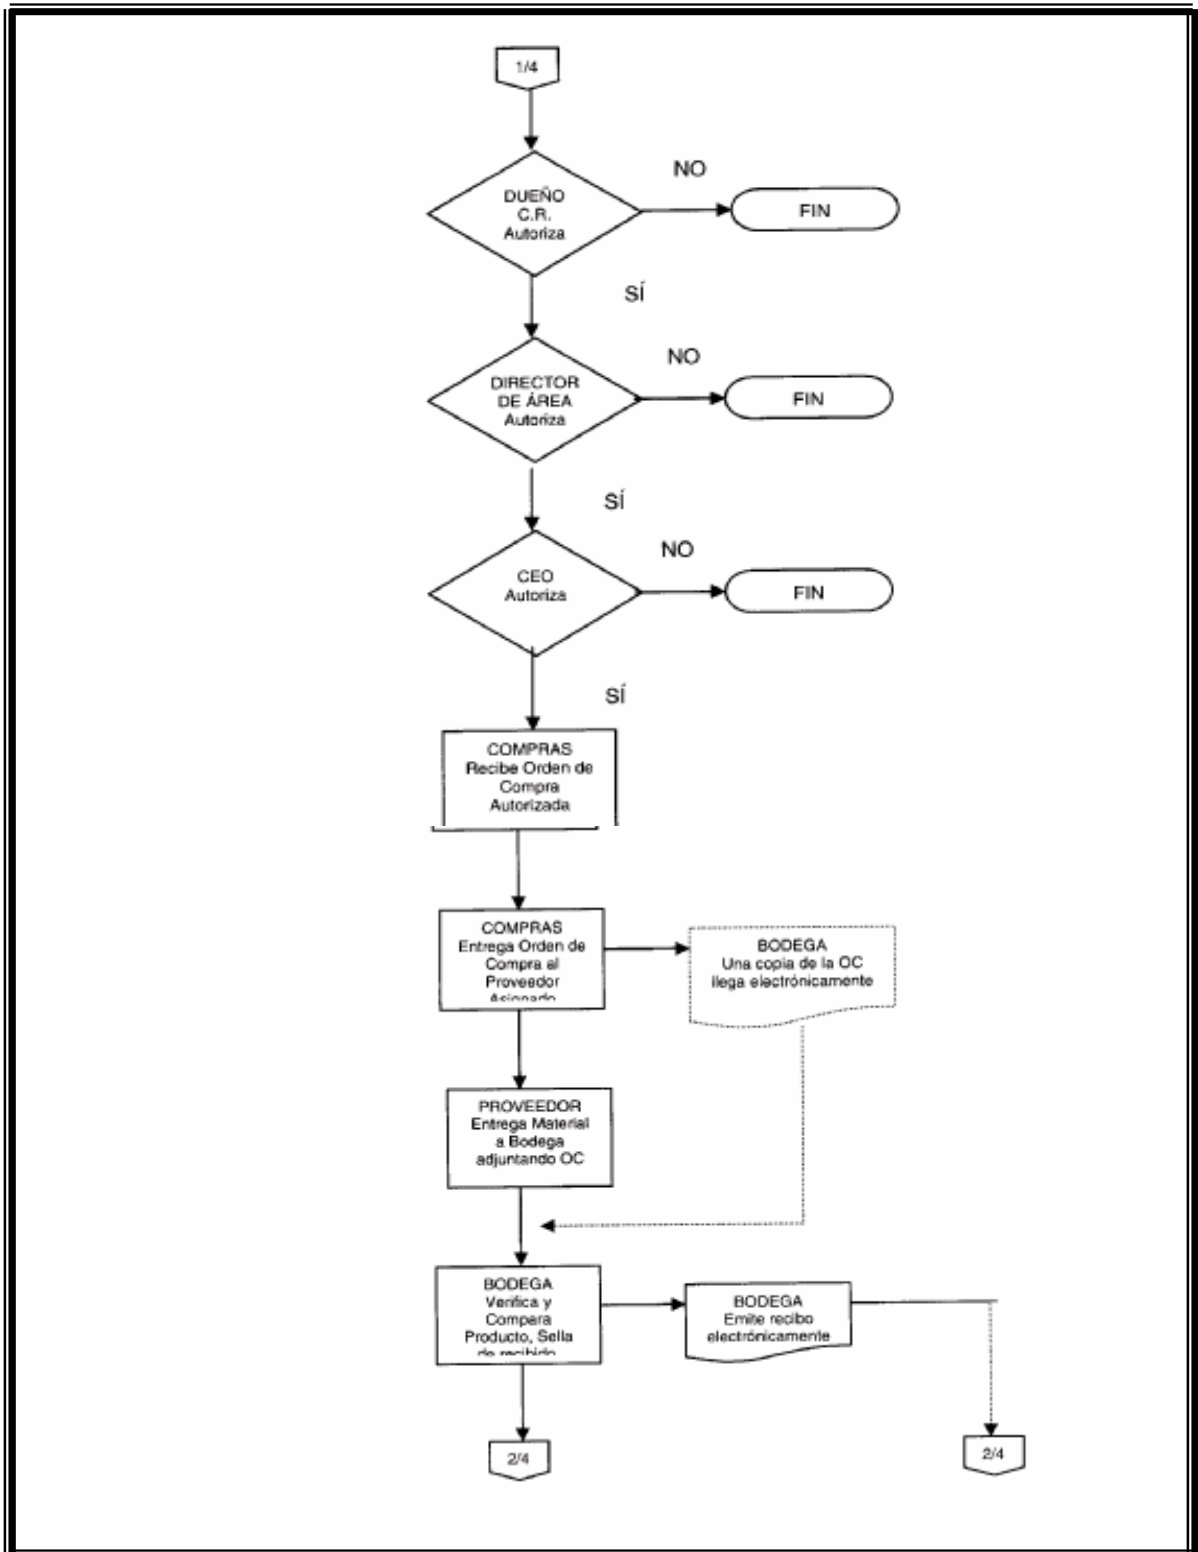 1/4
DUEÑO
C.R.
Autoriza
NO
FIN
SÍ
DIRECTOR
DE ÁREA
Autoriza
NO
FIN
SÍ
CEO
Autoriza
NO
FIN
SÍ
COMPRAS
Recibe Orden de
Compra
Autorizada
COMPRAS
Entrega Orden de
Compra al
Proveedor
BODEGA
Una copia de la OC
llega electrónicamente
PROVEEDOR
Entrega Material
a Bodega
adjuntando OC
BODEGA
Verifica y
Compara
Producto, Sella
de recibido
BODEGA
Emite recibo
electrónicamente
2/4
2/4